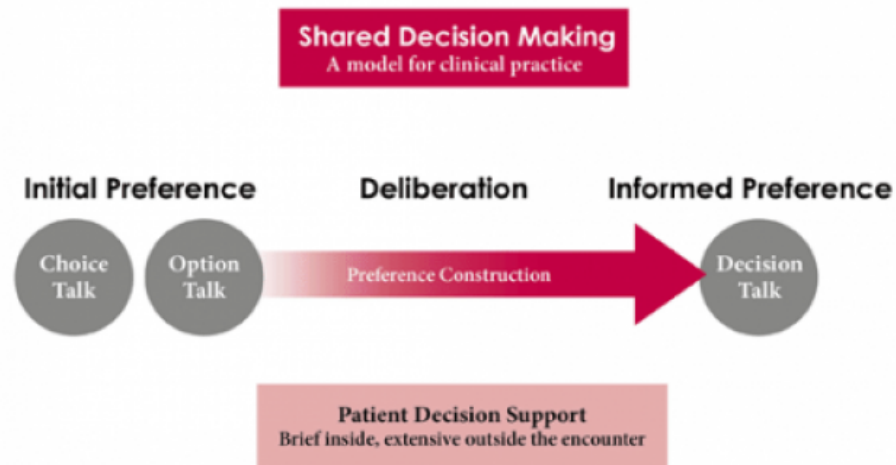 Shared Decision Making
A model for clinical practice
Initial Preference
Deliberation
Informed Preference
Choice
Talk
Option
Talk
Preference Construction
Decision
Talk
Patient Decision Support
Brief inside, extensive outside the encounter